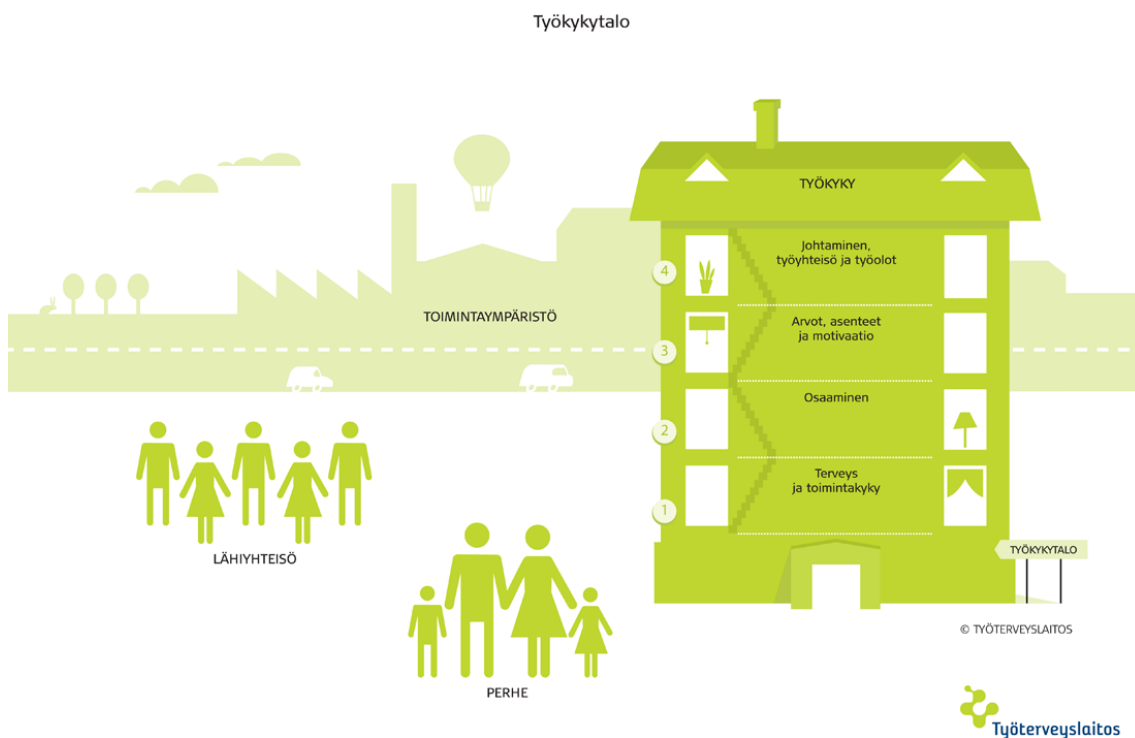 Työkykytalo
TYÖKYKY
4
Johtaminen,
työyhteisö ja työolot
TOIMINTAYMPÄRISTÖ
3
Arvot, asenteet
ja motivaatio
2
Osaaminen
1
Terveys
ja toimintakyky
LÄHIYHTEISÖ
TYÖKYKYTALO
PERHE
© TYÖTERVEYSLAITOS
Työterveyslaitos